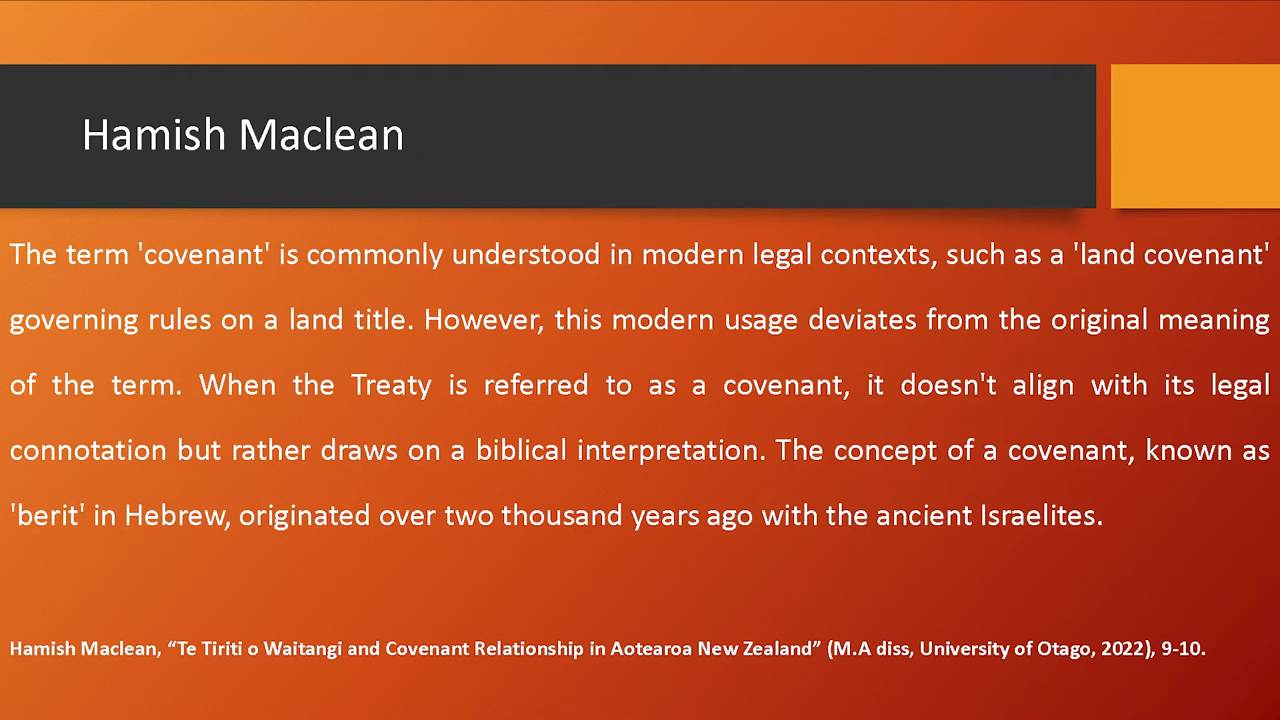 Hamish Maclean
The term 'covenant' is commonly understood in modern legal contexts, such as a 'land covenant'
governing rules on a land title. However, this modern usage deviates from the original meaning
of the term. When the Treaty is referred to as a covenant, it doesn't align with its legal
connotation but rather draws on a biblical interpretation. The concept of a covenant, known as
'berit' in Hebrew, originated over two thousand years ago with the ancient Israelites.
Hamish Maclean, “Te Tiriti o Waitangi and Covenant Relationship in Aotearoa New Zealand” (M.A diss, University of Otago, 2022), 9-10.